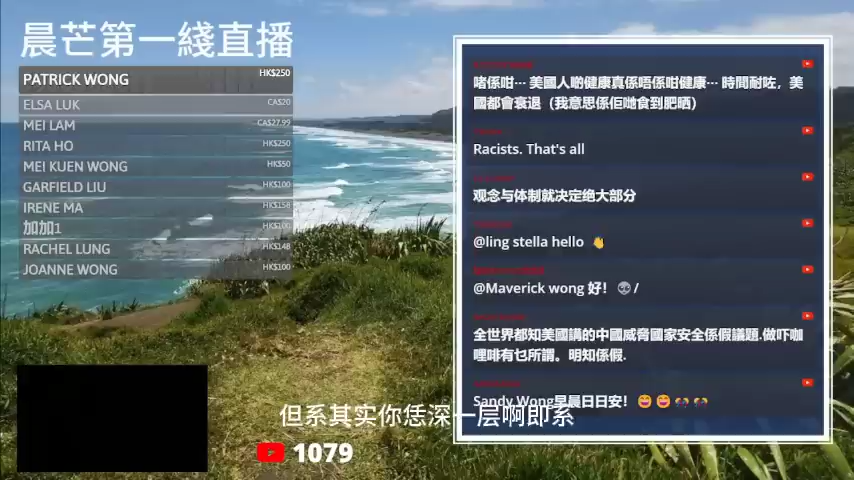 晨芒第一綫直播
PATRICK WONG HK$250
ELSA LUK CA$20
MEI LAM CA$27.99
RITA HO HK$250
MEI KUEN WONG HK$50
GARFIELD LIU HK$100
IRENE MA HK$158
加加1 HK$100
RACHEL LUNG HK$148
JOANNE WONG HK$100
啫係咁… 美國人啲健康真係唔係咁健康… 時間耐咗，美
國都會衰退（我意思係佢哋食到肥晒）
Racists. That's all
观念与体制就决定绝大部分
@ling stella hello 👋
@Maverick wong 好！ 👽/
全世界都知美國講的中國威脅國家安全係假議題.做吓咖
哩啡有乜所謂。明知係假.
Sandy Wong早晨日日安！ 😄😄
但系其实你恁深一层啊即系
1079